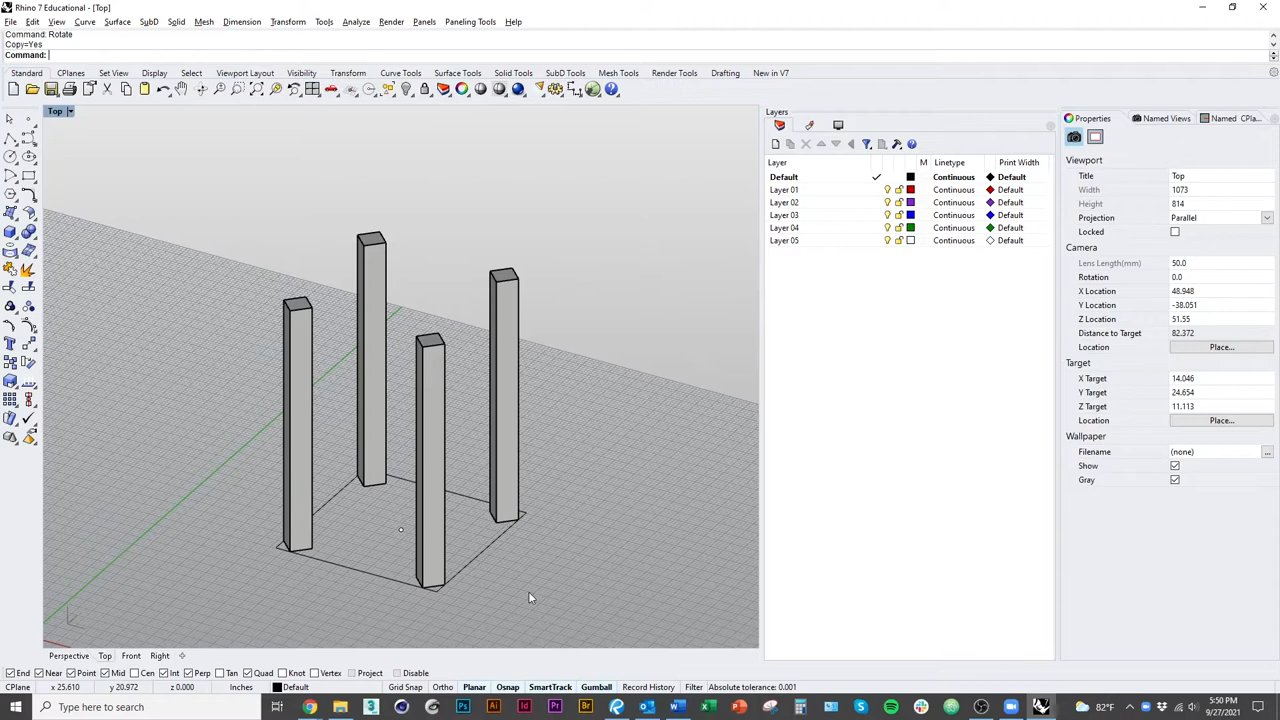 Rhino 7 Educational - [Top]
File Edit View Curve Surface SubD Solid Mesh Dimension Transform Tools Analyze Render Panels Paneling Tools Help
Command: Rotate
Copy=Yes
Command:
Standard CPlanes Set View Display Select Viewport Layout Visibility Transform Curve Tools Surface Tools Solid Tools SubD Tools Mesh Tools Render Tools Drafting New in V7
Top
Layers
Layer M Linetype Print Width
Default Continuous Default
Layer 01 Continuous Default
Layer 02 Continuous Default
Layer 03 Continuous Default
Layer 04 Continuous Default
Layer 05 Continuous Default
Properties Named Views Named CPla...
Viewport
Title Top
Width 1073
Height 814
Projection Parallel
Locked
Camera
Lens Length(mm) 50.0
Rotation 0.0
X Location 48.948
Y Location -38.051
Z Location 51.55
Distance to Target 82.372
Location Place...
Target
X Target 14.046
Y Target 24.654
Z Target 11.113
Location Place...
Wallpaper
Filename (none) ...
Show
Gray
Perspective Top Front Right
End Near Point Mid Cen Int Perp Tan Quad Knot Vertex Project Disable
CPlane x 25.610 y 20.972 z 0.000 Inches Default Grid Snap Ortho Planar Osnap SmartTrack Gumball Record History Filter Absolute tolerance: 0.001
Type here to search Ps Ai Id Pr Br 82°F 5:50 PM
9/27/2021